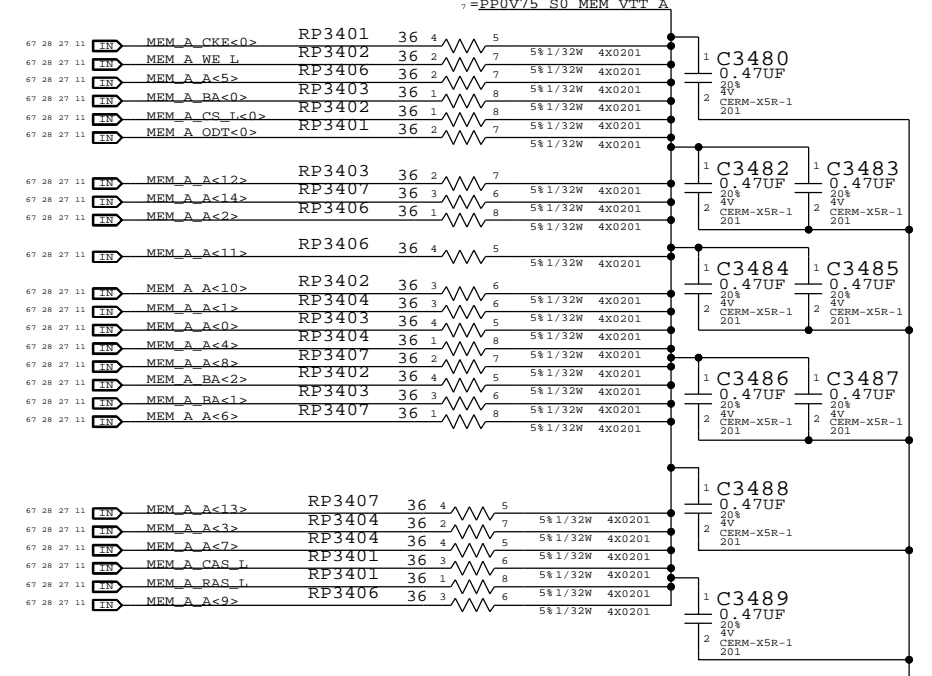 7 =PP0V75_S0_MEM_VTT_A
67 28 27 11 IN MEM_A_CKE<0> RP3401 36 4 5 5% 1/32W 4X0201
67 28 27 11 IN MEM_A_WE_L RP3402 36 2 7 5% 1/32W 4X0201
67 28 27 11 IN MEM_A_A<5> RP3406 36 2 7 5% 1/32W 4X0201
67 28 27 11 IN MEM_A_BA<0> RP3403 36 1 8 5% 1/32W 4X0201
67 28 27 11 IN MEM_A_CS_L<0> RP3402 36 1 8 5% 1/32W 4X0201
67 28 27 11 IN MEM_A_ODT<0> RP3401 36 2 7 5% 1/32W 4X0201
67 28 27 11 IN MEM_A_A<12> RP3403 36 2 7 5% 1/32W 4X0201
67 28 27 11 IN MEM_A_A<14> RP3407 36 3 6 5% 1/32W 4X0201
67 28 27 11 IN MEM_A_A<2> RP3406 36 1 8 5% 1/32W 4X0201
67 28 27 11 IN MEM_A_A<11> RP3406 36 4 5 5% 1/32W 4X0201
67 28 27 11 IN MEM_A_A<10> RP3402 36 3 6 5% 1/32W 4X0201
67 28 27 11 IN MEM_A_A<1> RP3404 36 3 6 5% 1/32W 4X0201
67 28 27 11 IN MEM_A_A<0> RP3403 36 4 5 5% 1/32W 4X0201
67 28 27 11 IN MEM_A_A<4> RP3404 36 1 8 5% 1/32W 4X0201
67 28 27 11 IN MEM_A_A<8> RP3407 36 2 7 5% 1/32W 4X0201
67 28 27 11 IN MEM_A_BA<2> RP3402 36 4 5 5% 1/32W 4X0201
67 28 27 11 IN MEM_A_BA<1> RP3403 36 3 6 5% 1/32W 4X0201
67 28 27 11 IN MEM_A_A<6> RP3407 36 1 8 5% 1/32W 4X0201
67 28 27 11 IN MEM_A_A<13> RP3407 36 4 5 5% 1/32W 4X0201
67 28 27 11 IN MEM_A_A<3> RP3404 36 2 7 5% 1/32W 4X0201
67 28 27 11 IN MEM_A_A<7> RP3404 36 4 5 5% 1/32W 4X0201
67 28 27 11 IN MEM_A_CAS_L RP3401 36 3 6 5% 1/32W 4X0201
67 28 27 11 IN MEM_A_RAS_L RP3401 36 1 8 5% 1/32W 4X0201
67 28 27 11 IN MEM_A_A<9> RP3406 36 3 6 5% 1/32W 4X0201
1 C3480
0.47UF
20%
4V
2 CERM-X5R-1
201
1 C3482 1 C3483
0.47UF 0.47UF
20% 20%
4V 4V
2 CERM-X5R-1 2 CERM-X5R-1
201 201
1 C3484 1 C3485
0.47UF 0.47UF
20% 20%
4V 4V
2 CERM-X5R-1 2 CERM-X5R-1
201 201
1 C3486 1 C3487
0.47UF 0.47UF
20% 20%
4V 4V
2 CERM-X5R-1 2 CERM-X5R-1
201 201
1 C3488
0.47UF
20%
4V
2 CERM-X5R-1
201
1 C3489
0.47UF
20%
4V
2 CERM-X5R-1
201